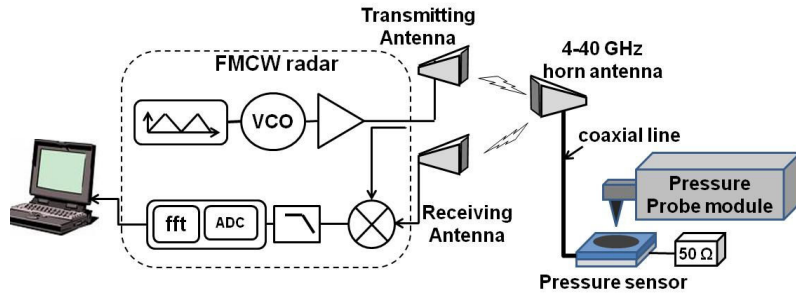 Transmitting
Antenna
4-40 GHz
horn antenna
FMCW radar
VCO
coaxial line
Pressure
Probe module
fft
ADC
Receiving
Antenna
50 Ω
Pressure sensor